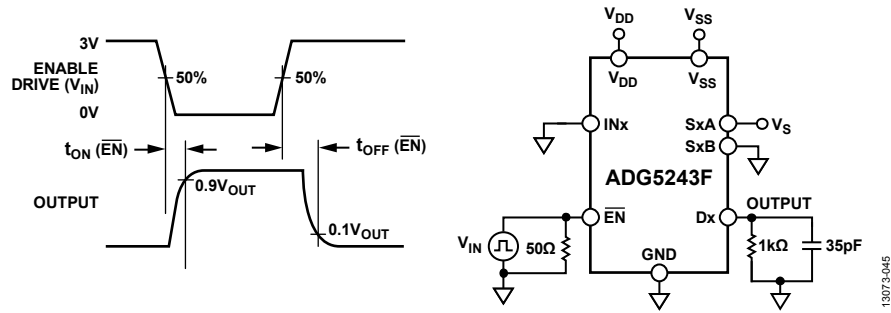 3V
ENABLE
DRIVE (VIN)
0V
50%
50%
tON (EN)
tOFF (EN)
OUTPUT
0.9VOUT
0.1VOUT
VDD
VSS
VDD
VSS
INx
SxA
VS
SxB
ADG5243F
EN
Dx
OUTPUT
VIN
50Ω
GND
1kΩ
35pF
13073-045